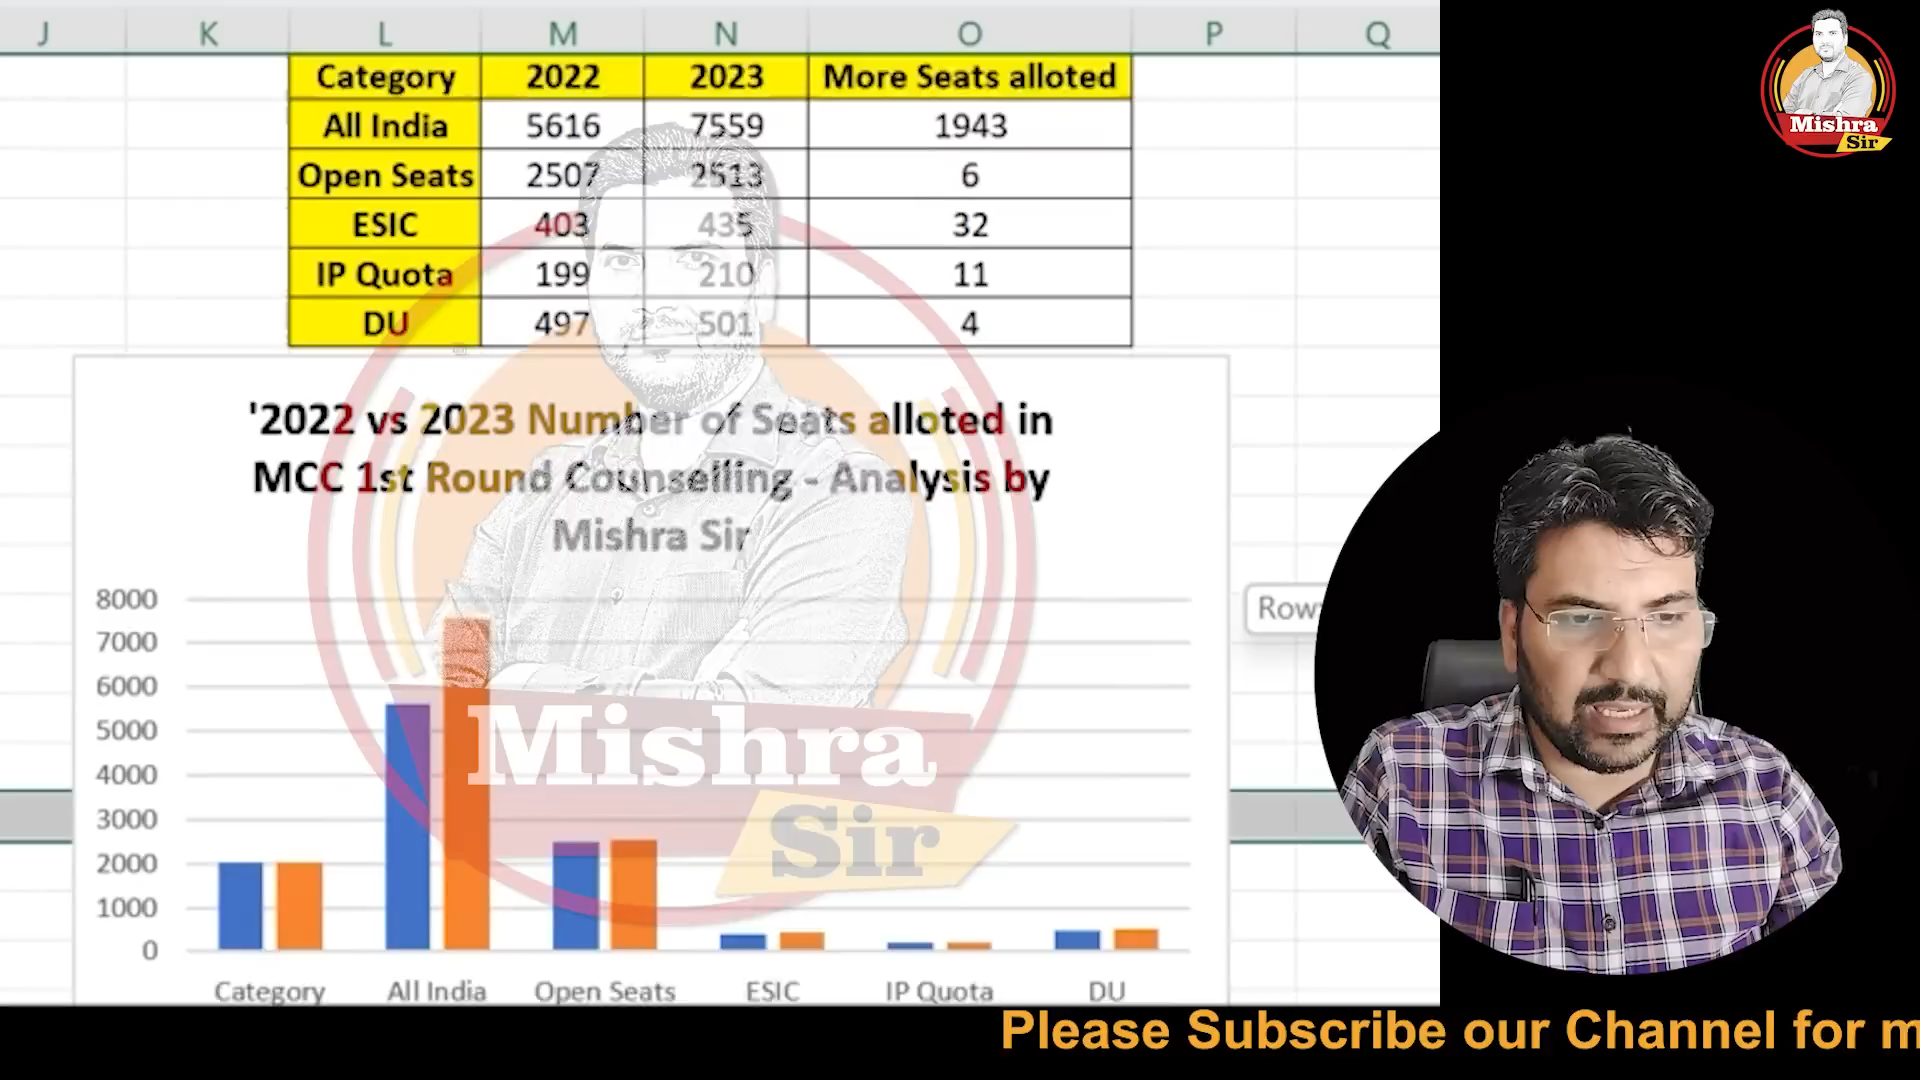 J K L M N O P Q
Category 2022 2023 More Seats alloted
All India 5616 7559 1943
Open Seats 2507 2513 6
ESIC 403 435 32
IP Quota 199 210 11
DU 497 501 4
'2022 vs 2023 Number of Seats alloted in
MCC 1st Round Counselling - Analysis by
Mishra Sir
8000
7000
6000
5000
4000
3000
2000
1000
0
Category All India Open Seats ESIC IP Quota DU
Mishra
Sir
Row
Mishra
Sir
Please Subscribe our Channel for m